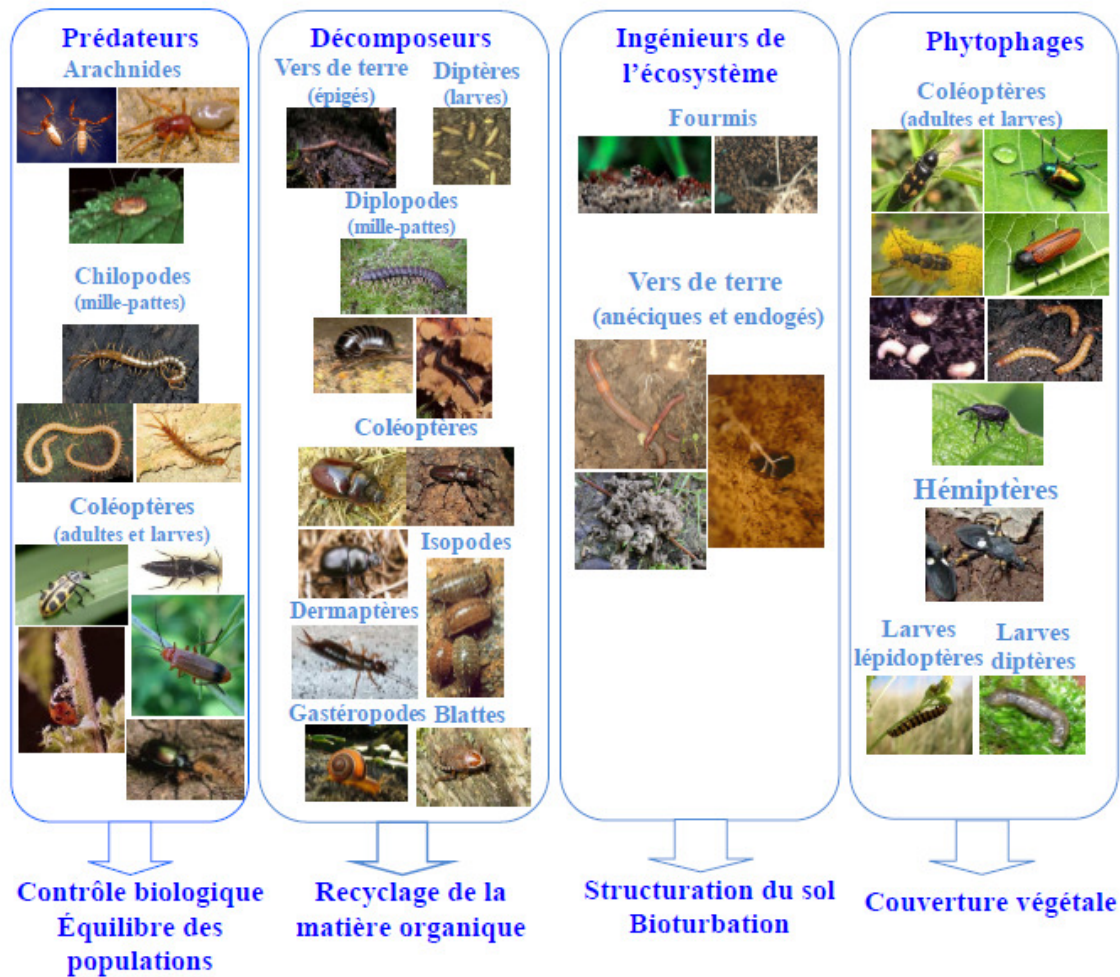 Prédateurs
Arachnides
Chilopodes
(mille-pattes)
Coléoptères
(adultes et larves)
Contrôle biologique
Équilibre des
populations
Décomposeurs
Vers de terre
(épigés)
Diptères
(larves)
Diplopodes
(mille-pattes)
Coléoptères
Isopodes
Dermaptères
Gastéropodes
Blattes
Recyclage de la
matière organique
Ingénieurs de
l'écosystème
Fourmis
Vers de terre
(anéciques et endogés)
Structuration du sol
Bioturbation
Phytophages
Coléoptères
(adultes et larves)
Hémiptères
Larves
lépidoptères
Larves
diptères
Couverture végétale